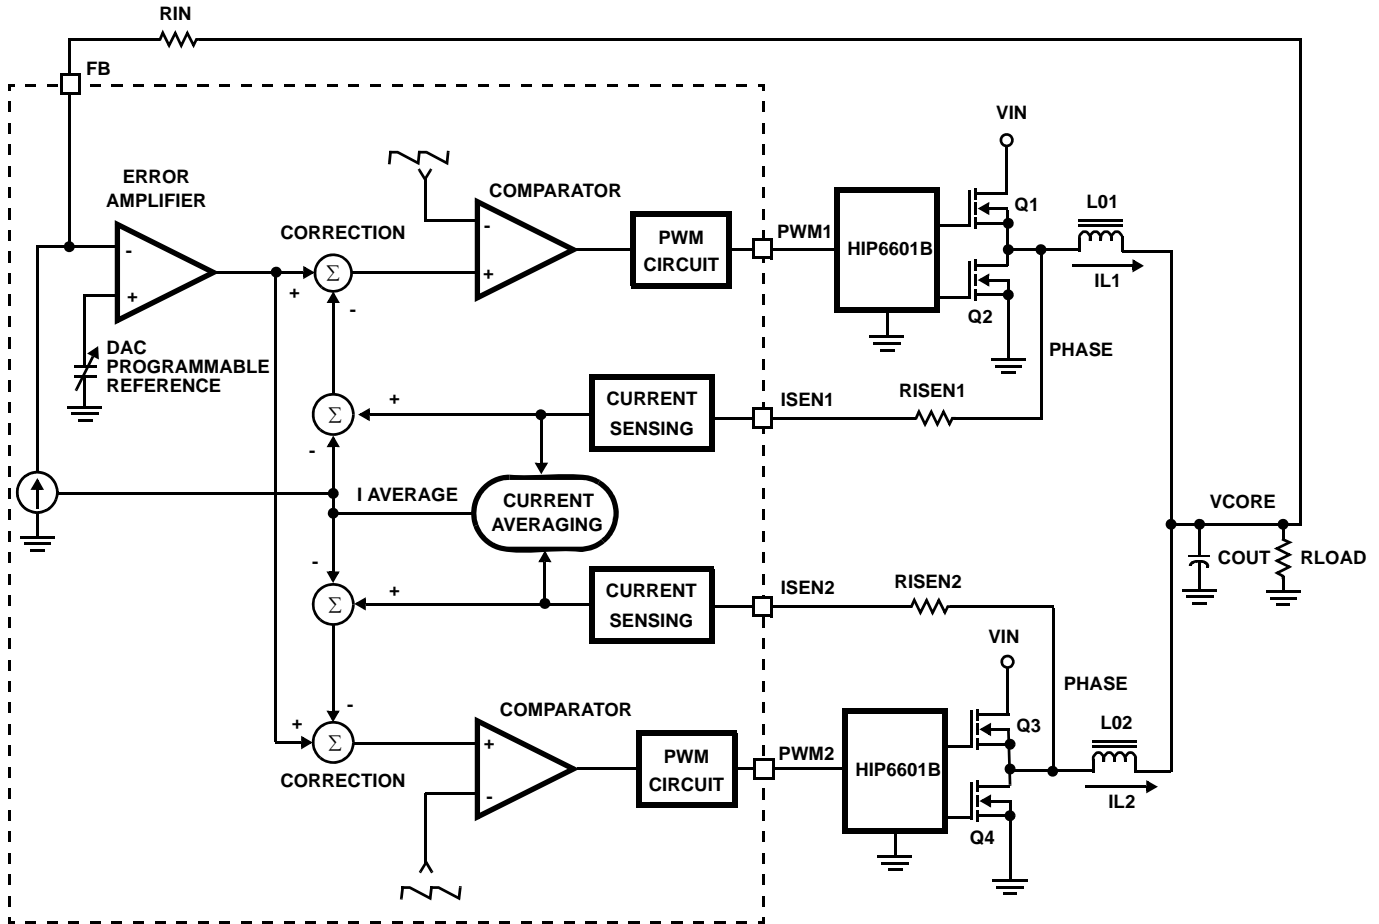 RIN
FB
VIN
ERROR
AMPLIFIER
COMPARATOR
L01
Q1
CORRECTION
PWM
CIRCUIT
PWM1
HIP6601B
-
-
Σ
+
+
+
-
IL1
Q2
DAC
PROGRAMMABLE
REFERENCE
PHASE
CURRENT
SENSING
ISEN1
RISEN1
+
Σ
-
I AVERAGE
CURRENT
AVERAGING
VCORE
COUT
RLOAD
-
+
Σ
CURRENT
SENSING
ISEN2
RISEN2
VIN
PHASE
-
COMPARATOR
+
Q3
L02
Σ
+
PWM
CIRCUIT
PWM2
HIP6601B
CORRECTION
-
IL2
Q4